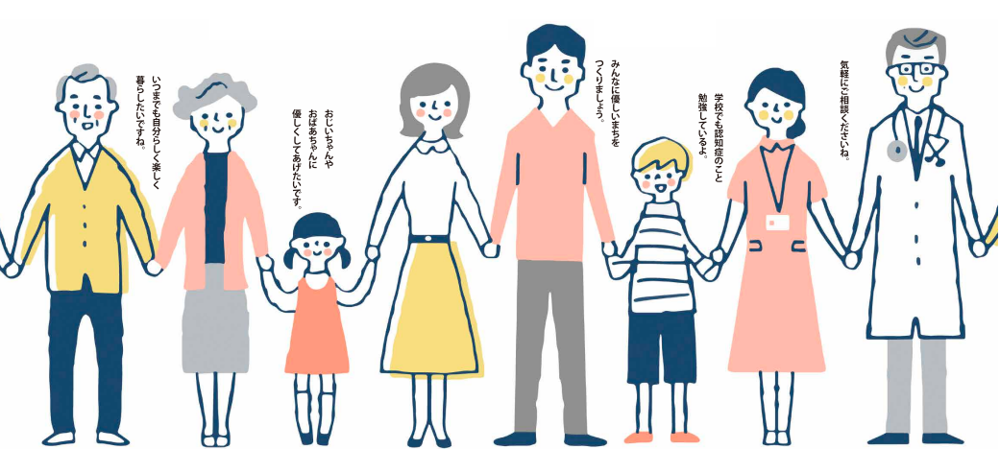 いつまでも自分らしく楽しく
暮らしたいですね。
おじいちゃんや
おばあちゃんに
優しくしてあげたいです。
みんなに優しいまちを
つくりましょう。
学校でも認知症のこと
勉強しているよ。
気軽にご相談くださいね。